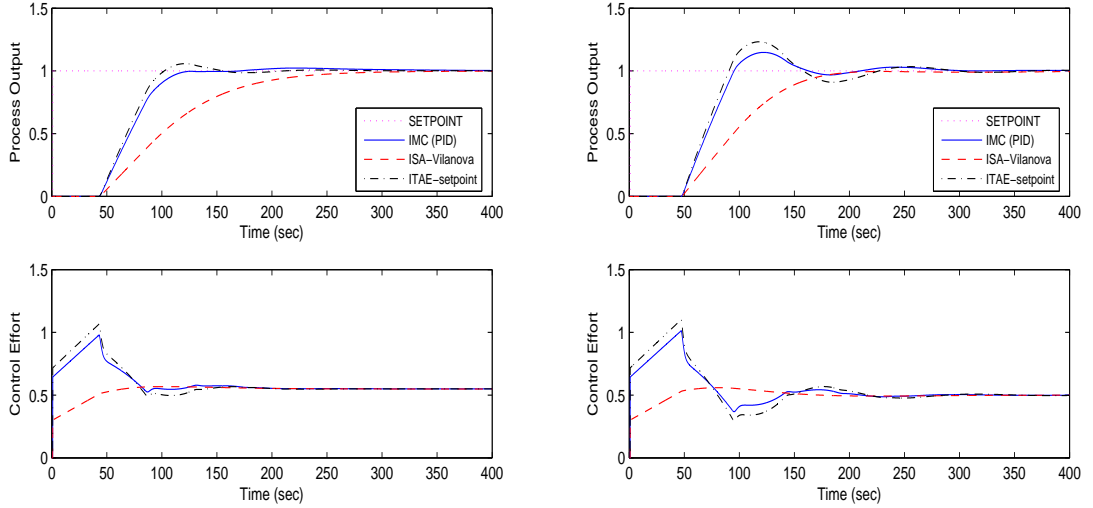 1.5
1
0.5
0
Process Output
SETPOINT
IMC (PID)
ISA−Vilanova
ITAE−setpoint
0 50 100 150 200 250 300 350 400
Time (sec)
1.5
1
0.5
0
Process Output
SETPOINT
IMC (PID)
ISA−Vilanova
ITAE−setpoint
0 50 100 150 200 250 300 350 400
Time (sec)
1.5
1
0.5
0
Control Effort
0 50 100 150 200 250 300 350 400
Time (sec)
1.5
1
0.5
0
Control Effort
0 50 100 150 200 250 300 350 400
Time (sec)